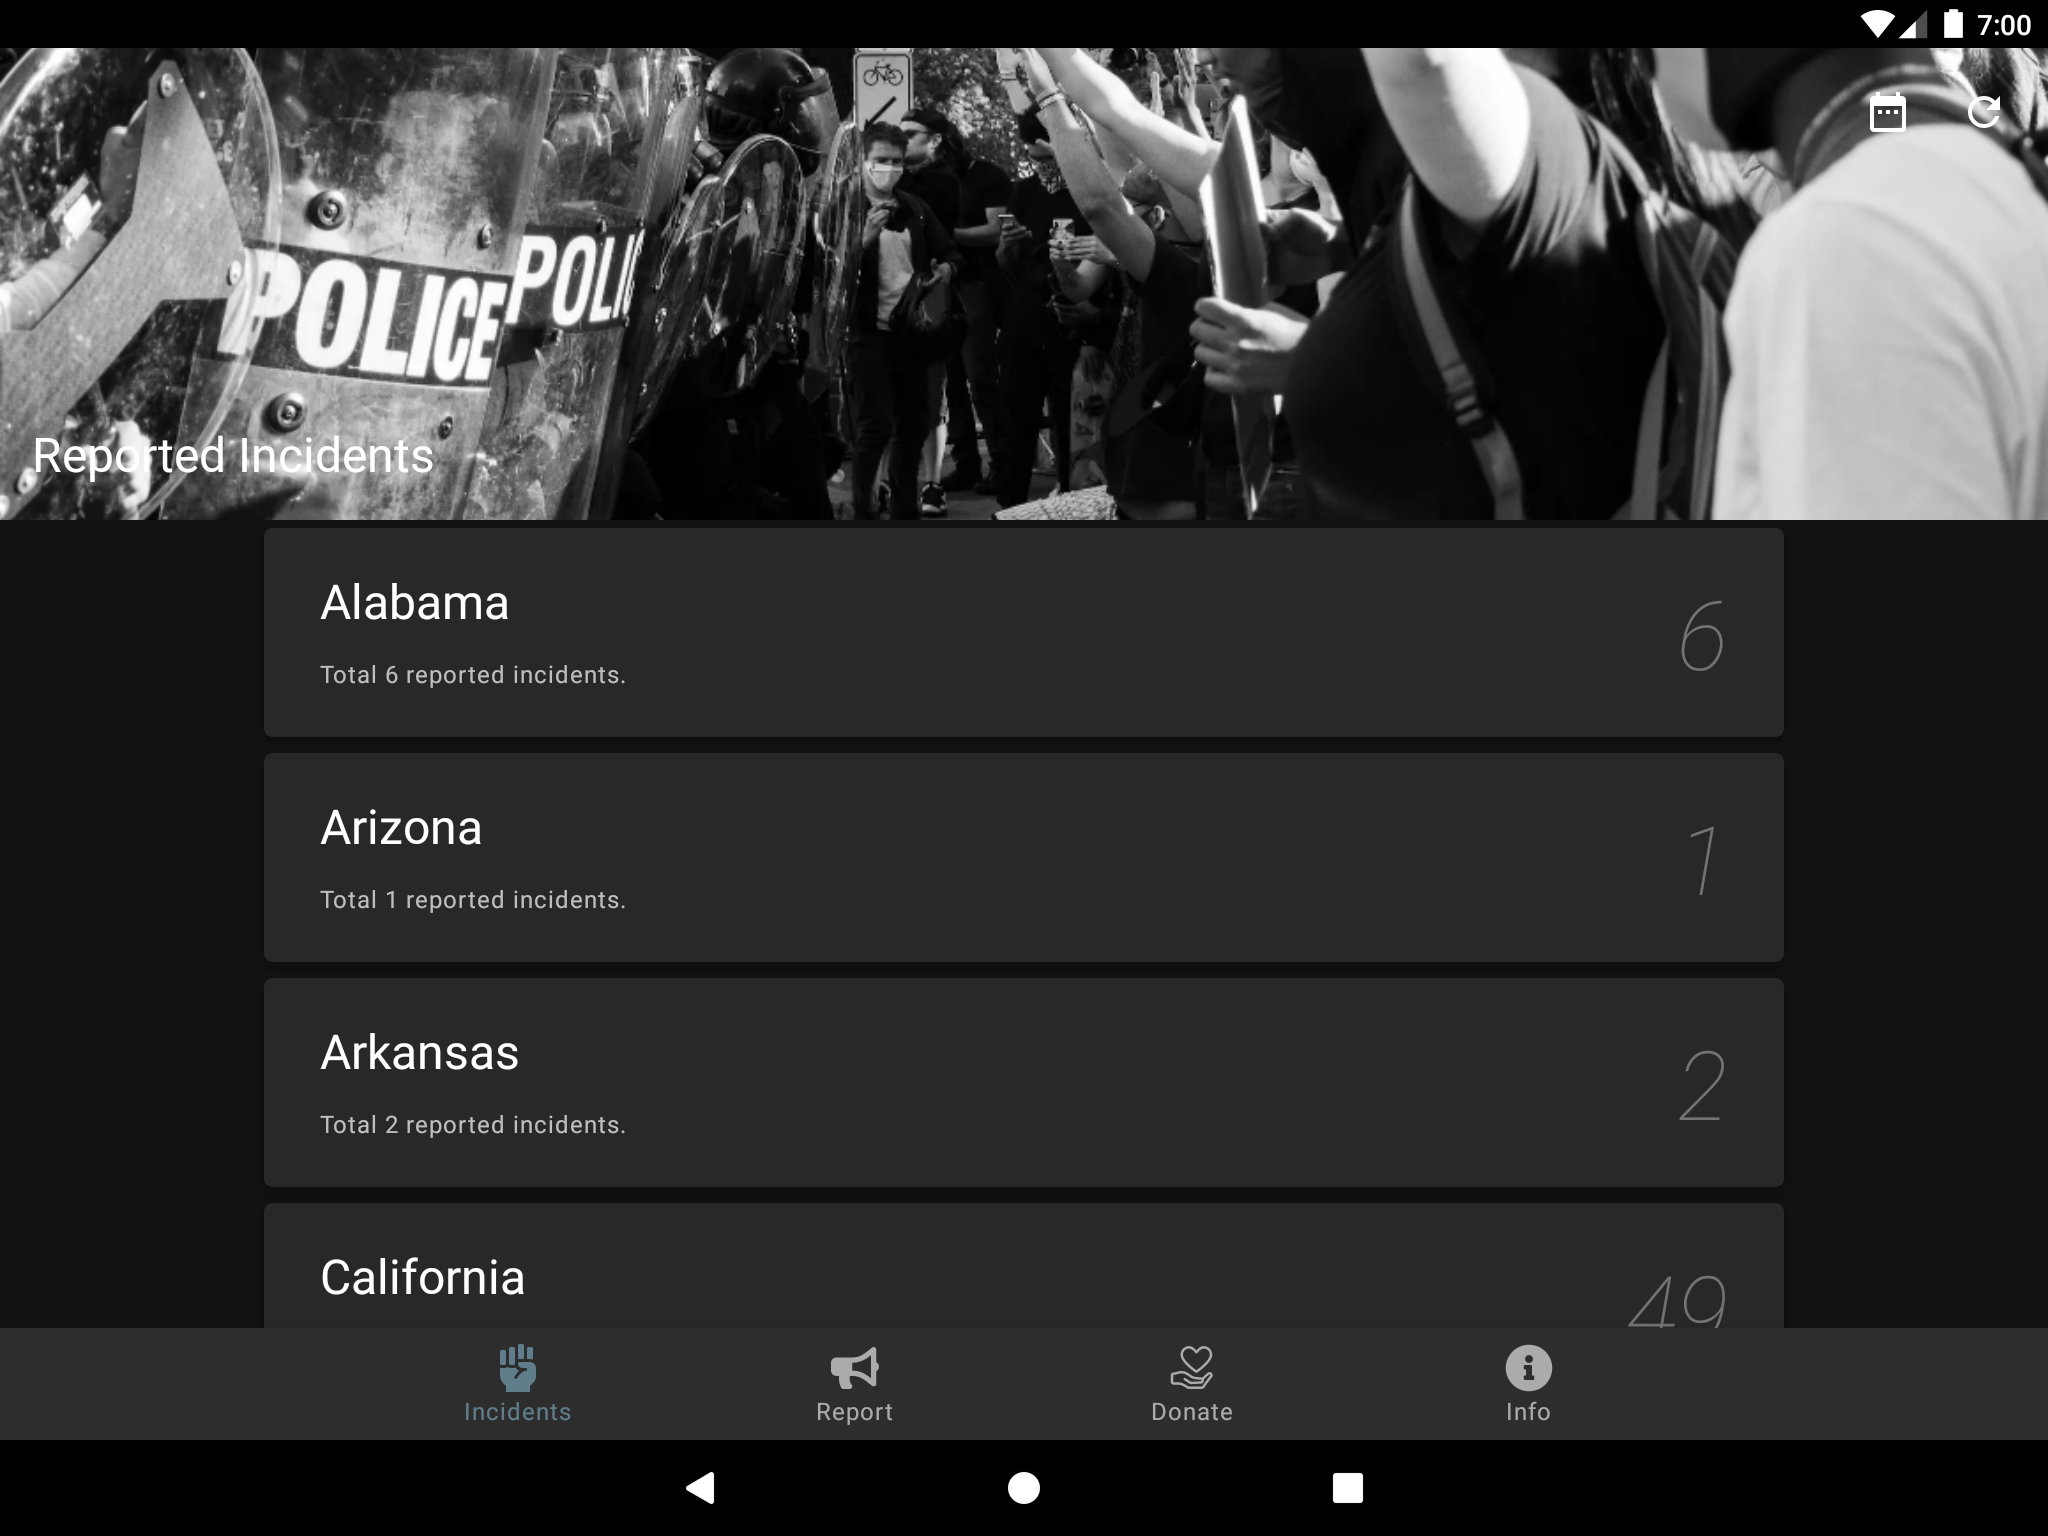 7:00
POLICE
POLIC
Reported Incidents
Alabama
6
Total 6 reported incidents.
Arizona
1
Total 1 reported incidents.
Arkansas
2
Total 2 reported incidents.
California
49
Incidents
Report
Donate
Info